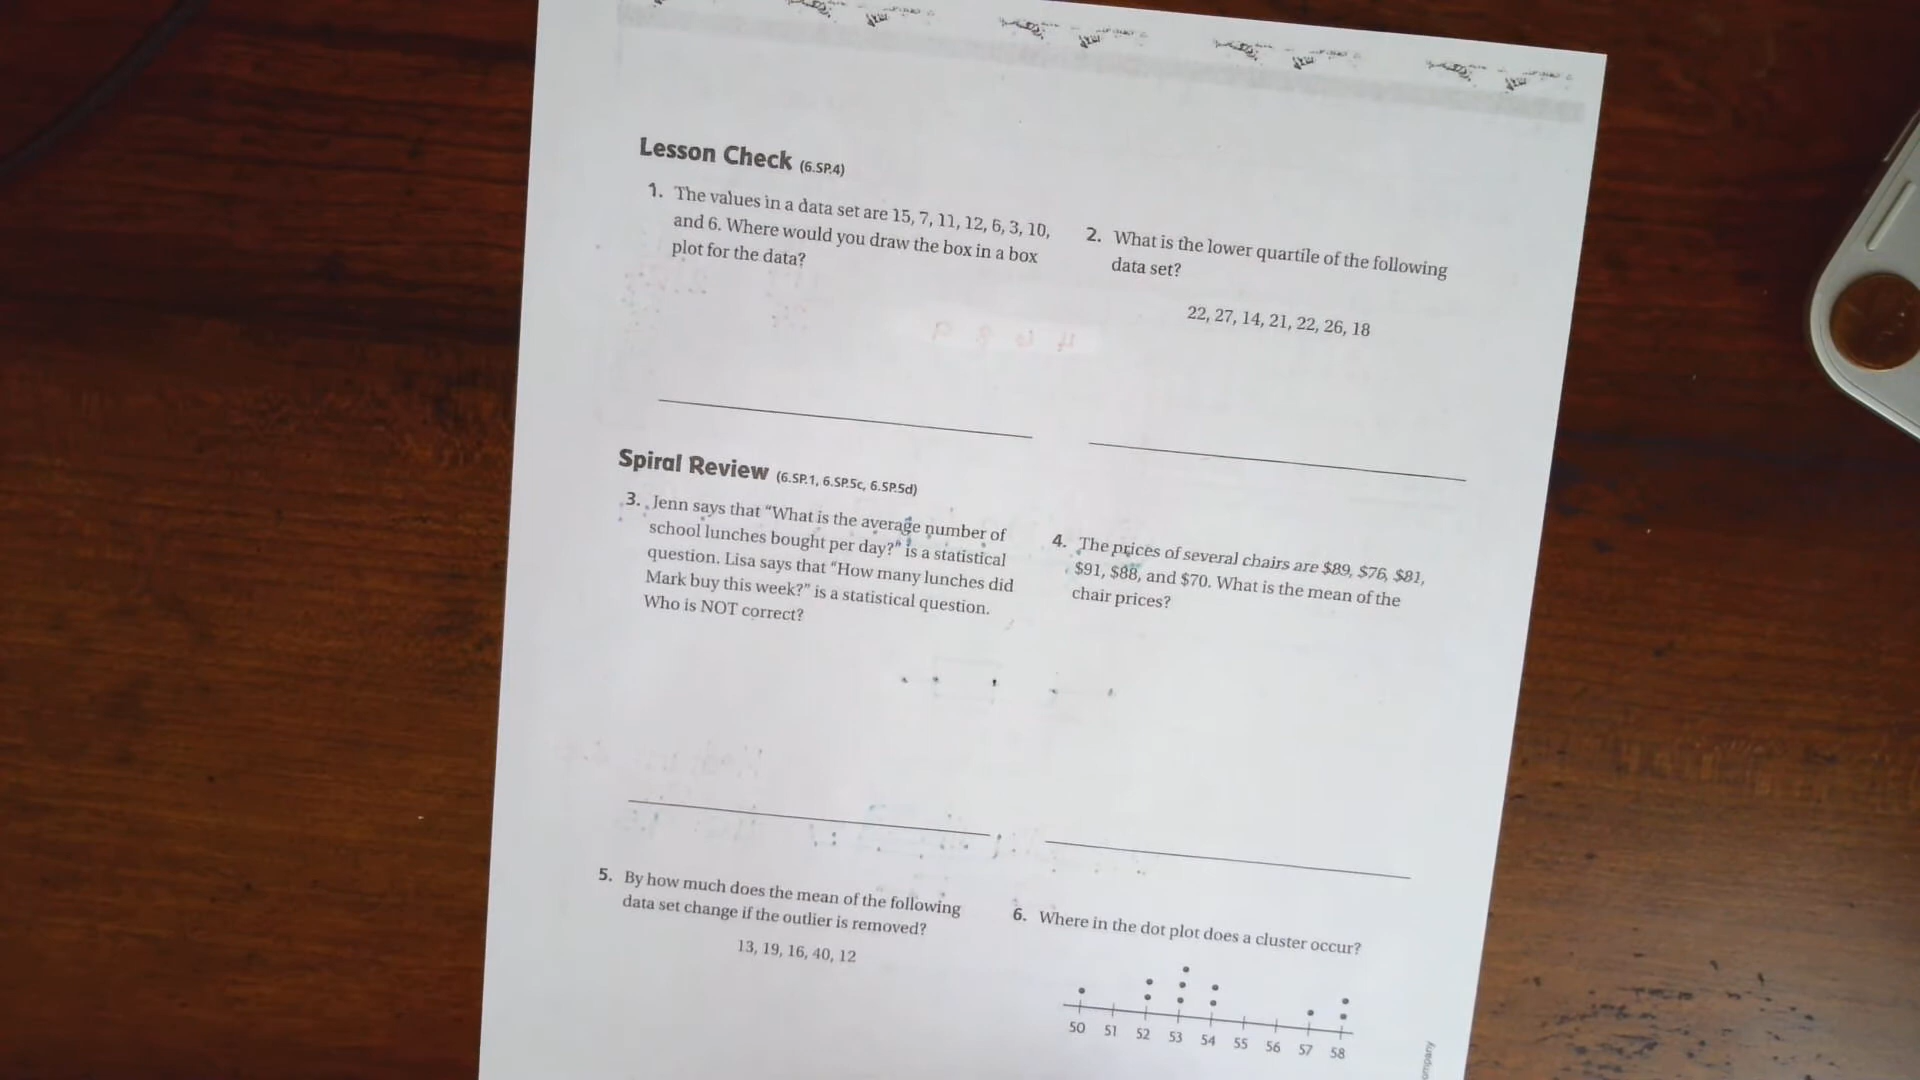 Lesson Check (6.SP.4)
1. The values in a data set are 15, 7, 11, 12, 6, 3, 10,
and 6. Where would you draw the box in a box
plot for the data?
2. What is the lower quartile of the following
data set?
22, 27, 14, 21, 22, 26, 18
Spiral Review (6.SP.1, 6.SP.5c, 6.SP.5d)
3. Jenn says that “What is the average number of
school lunches bought per day?” is a statistical
question. Lisa says that “How many lunches did
Mark buy this week?” is a statistical question.
Who is NOT correct?
4. The prices of several chairs are $89, $76, $81,
$91, $88, and $70. What is the mean of the
chair prices?
5. By how much does the mean of the following
data set change if the outlier is removed?
13, 19, 16, 40, 12
6. Where in the dot plot does a cluster occur?
50 51 52 53 54 55 56 57 58